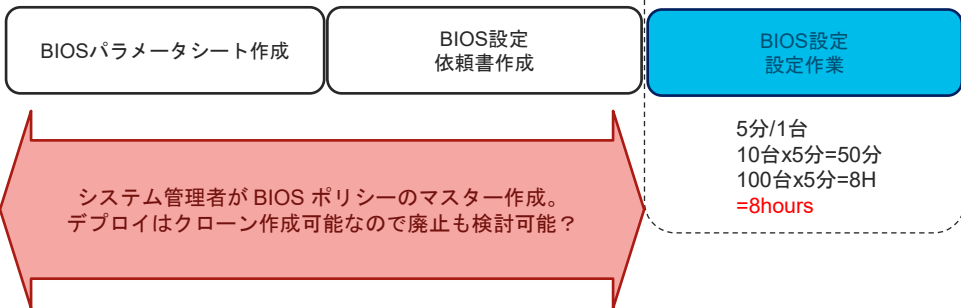 BIOSパラメータシート作成
BIOS設定
依頼書作成
BIOS設定
設定作業
5分/1台
10台x5分=50分
100台x5分=8H
=8hours
システム管理者が BIOS ポリシーのマスター作成。
デプロイはクローン作成可能なので廃止も検討可能？